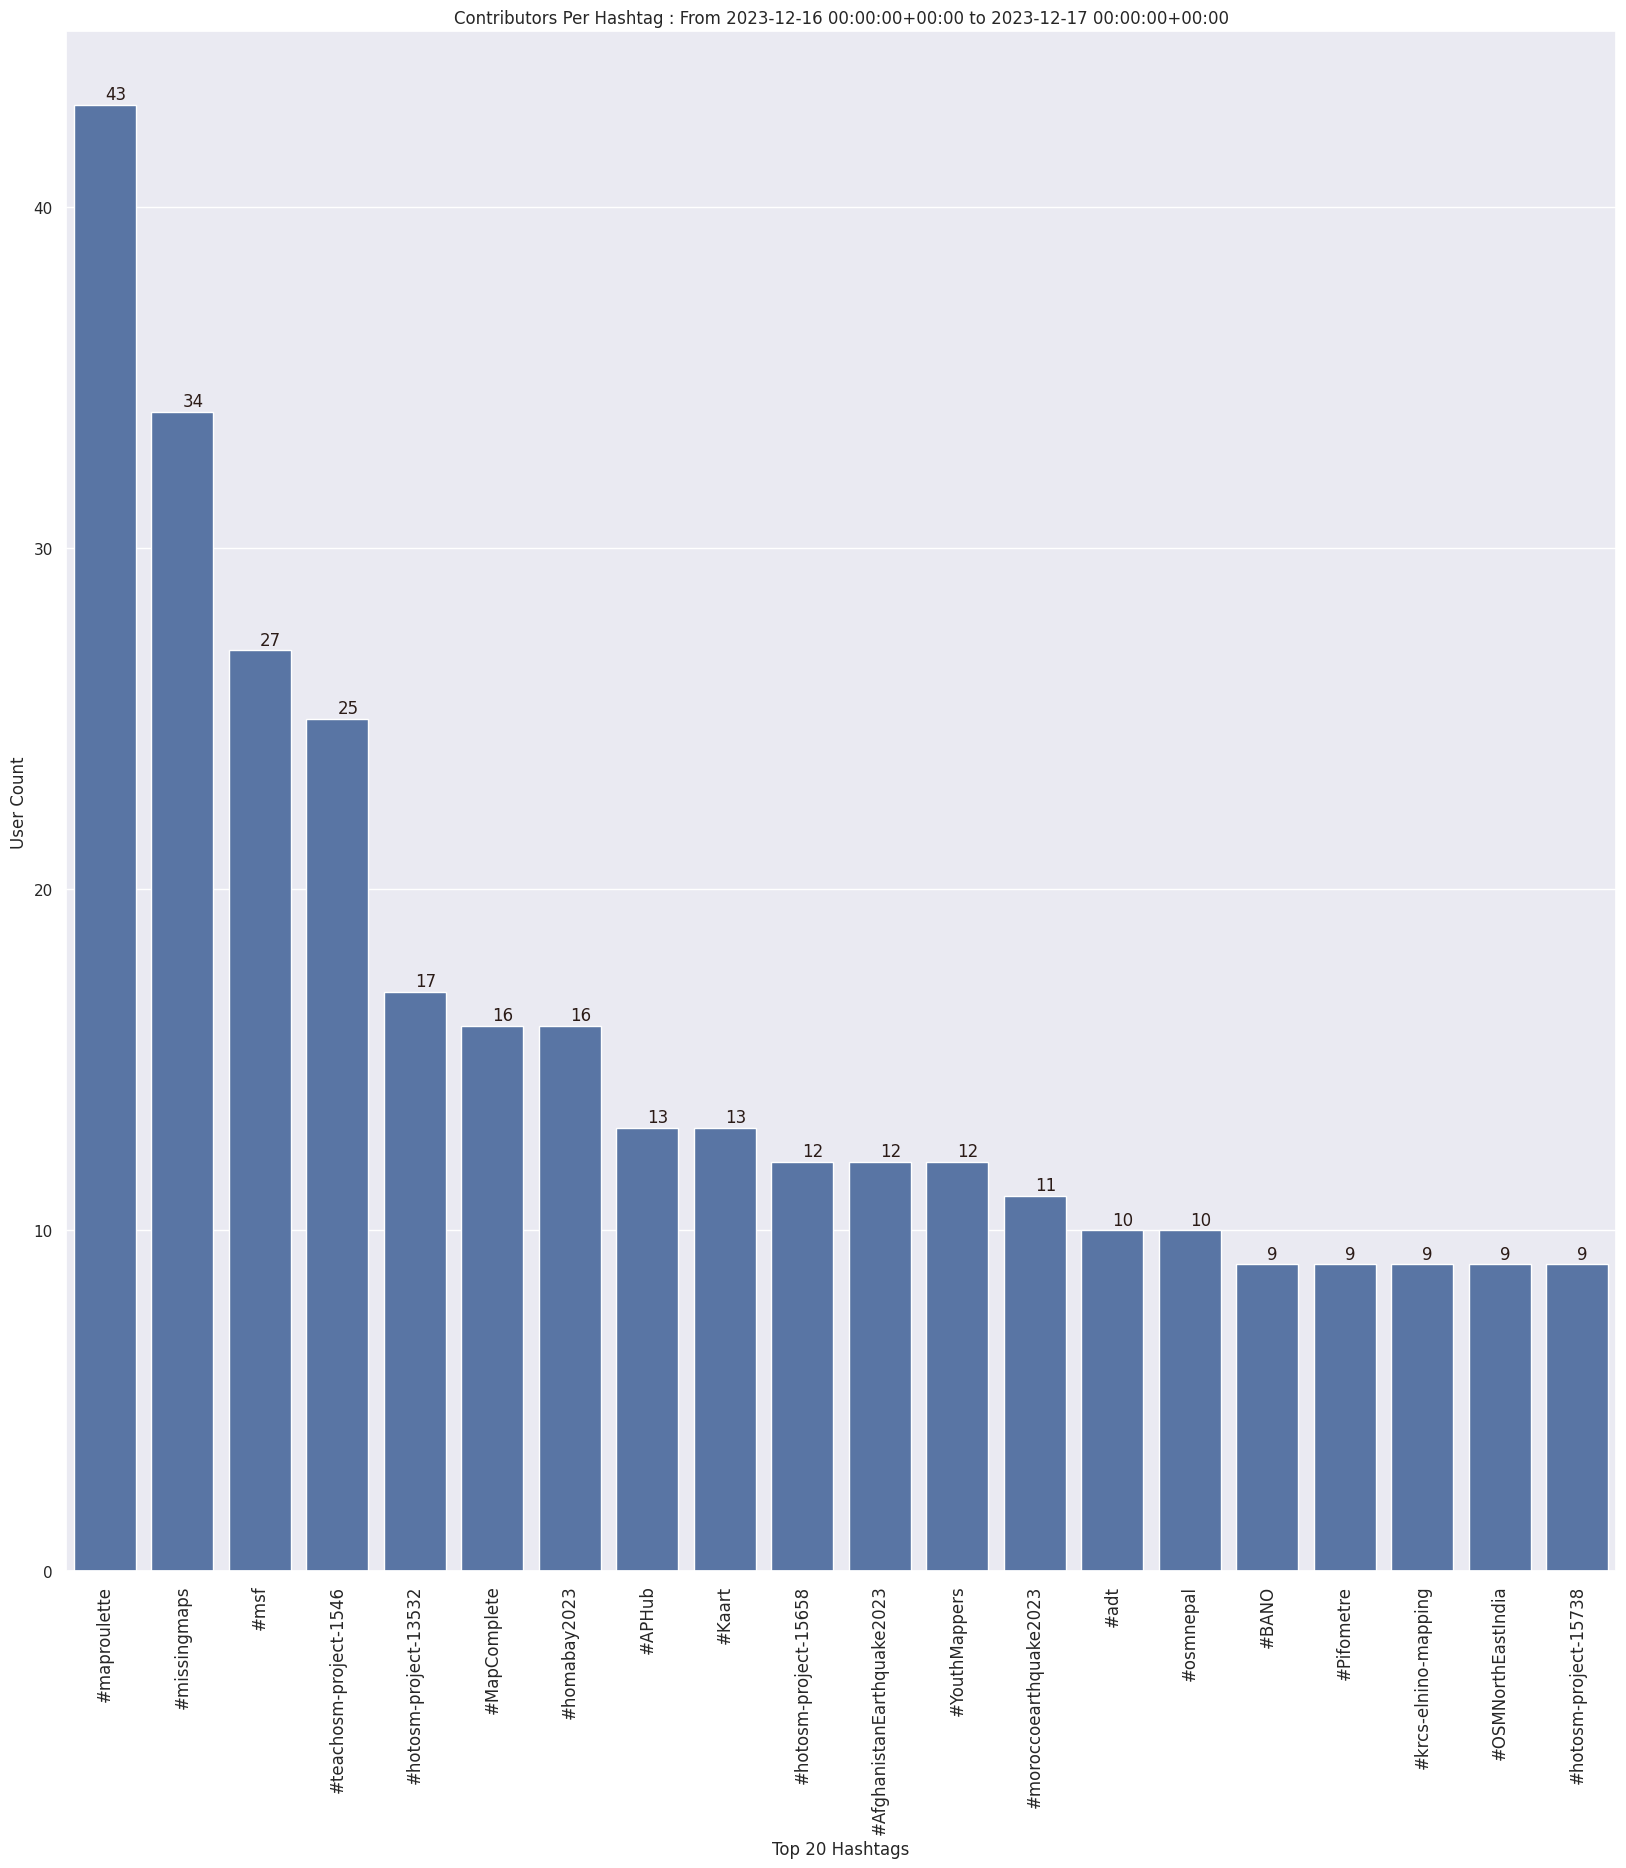 Contributors Per Hashtag : From 2023-12-16 00:00:00+00:00 to 2023-12-17 00:00:00+00:00
User Count
40
30
20
10
0
43
34
27
25
17
16
16
13
13
12
12
12
11
10
10
9
9
9
9
9
#maproulette
#missingmaps
#msf
#teachosm-project-1546
#hotosm-project-13532
#MapComplete
#homabay2023
#APHub
#Kaart
#hotosm-project-15658
#AfghanistanEarthquake2023
#YouthMappers
#moroccoearthquake2023
#adt
#osmnepal
#BANO
#Pifometre
#krcs-elnino-mapping
#OSMNorthEastIndia
#hotosm-project-15738
Top 20 Hashtags